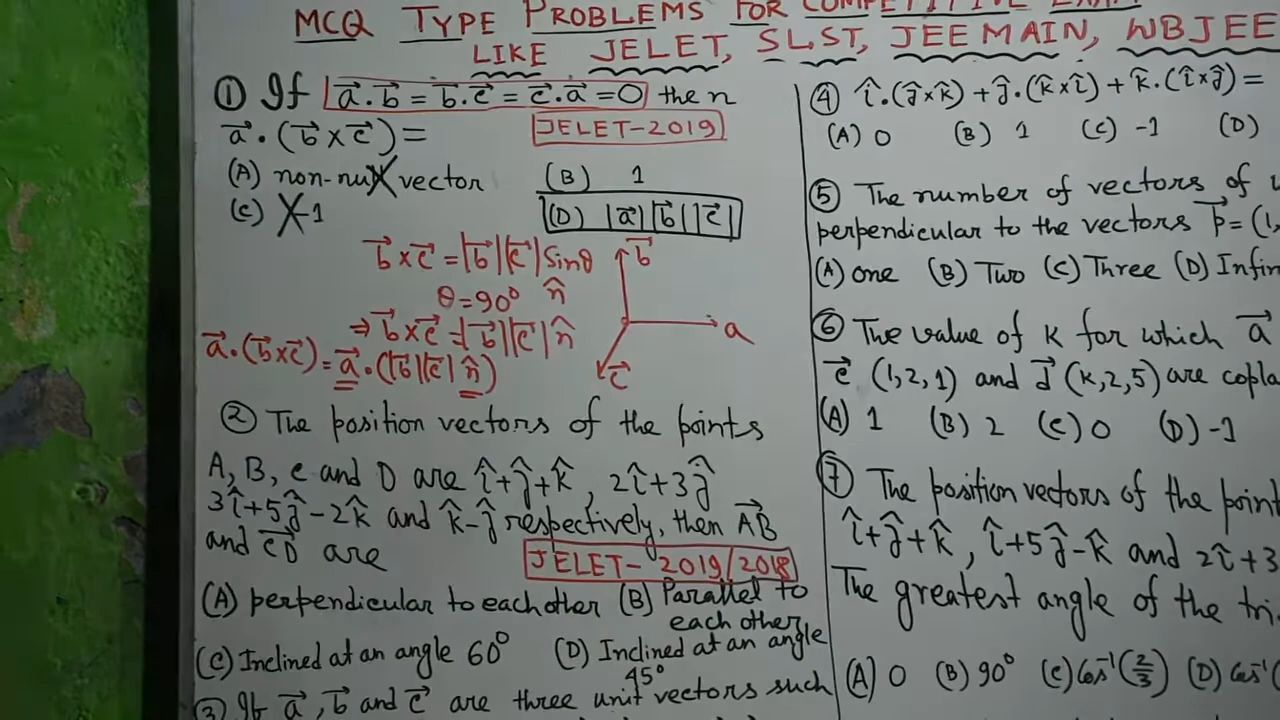 MCQ TYPE PROBLEMS FOR COMPETITIVE EXAM
LIKE JELET, SLST, JEE MAIN, WBJEE
① If a⃗.b⃗ = b⃗.c⃗ = c⃗.a⃗ = 0 then
a⃗.(b⃗×c⃗)=
JELET-2019
(A) non-null vector (B) 1
(C) -1 (D) |a⃗||b⃗||c⃗|
b⃗×c⃗ = |b⃗||c⃗| sinθ n̂
θ=90°
⇒ b⃗×c⃗ = |b⃗||c⃗| n̂
a⃗.(b⃗×c⃗) = a⃗.(|b⃗||c⃗| n̂)
b⃗
a
c⃗
② The position vectors of the points
A, B, C and D are î+ĵ+k̂, 2î+3ĵ
3î+5ĵ-2k̂ and k̂-ĵ respectively, then AB⃗
and CD⃗ are
JELET-2019/2018
(A) perpendicular to each other (B) Parallel to
each other
(C) Inclined at an angle 60° (D) Inclined at an angle
45°
③ If a⃗, b⃗ and c⃗ are three unit vectors such
④ î.(ĵ×k̂)+ĵ.(k̂×î)+k̂.(î×ĵ)=
(A) 0 (B) 1 (C) -1 (D)
⑤ The number of vectors of
perpendicular to the vectors p⃗=(1,
(A) one (B) Two (C) Three (D) Infin
⑥ The value of K for which a⃗
c⃗ (1,2,1) and d⃗ (K,2,5) are copla
(A) 1 (B) 2 (C) 0 (D) -1
⑦ The position vectors of the point
î+ĵ+k̂, î+5ĵ-k̂ and 2î+3
The greatest angle of the tri
(A) 0 (B) 90° (C) Cos⁻¹(2/3) (D) Cos⁻¹(